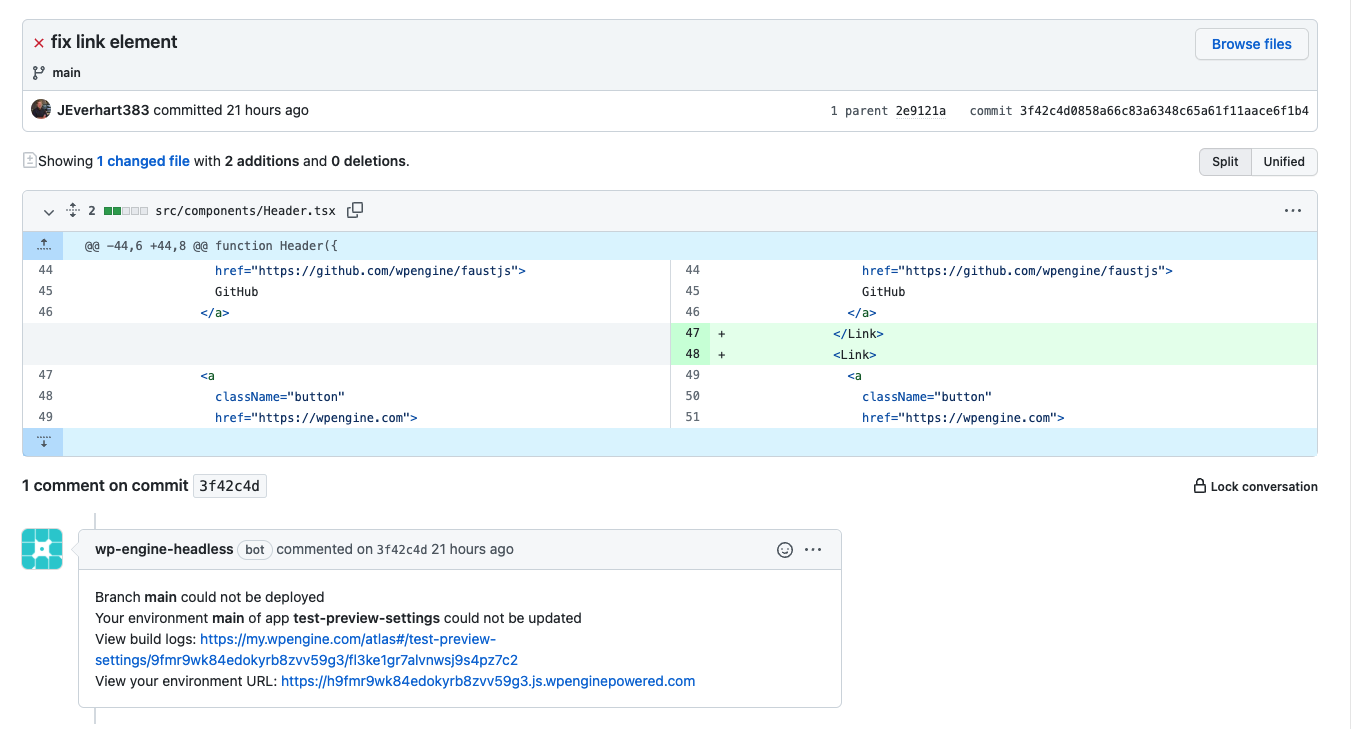 fix link element
Browse files
main
JEverhart383 committed 21 hours ago
1 parent 2e9121a commit 3f42c4d0858a66c83a6348c65a61f11aace6f1b4
Showing 1 changed file with 2 additions and 0 deletions.
Split Unified
2 src/components/Header.tsx
@@ -44,6 +44,8 @@ function Header({
44 href="https://github.com/wpengine/faustjs"> 44 href="https://github.com/wpengine/faustjs">
45 GitHub 45 GitHub
46 </a> 46 </a>
47 + </Link>
48 + <Link>
47 <a 49 <a
48 className="button" 50 className="button"
49 href="https://wpengine.com"> 51 href="https://wpengine.com">
1 comment on commit 3f42c4d
Lock conversation
wp-engine-headless bot commented on 3f42c4d 21 hours ago
Branch main could not be deployed
Your environment main of app test-preview-settings could not be updated
View build logs: https://my.wpengine.com/atlas#/test-preview-
settings/9fmr9wk84edokyrb8zvv59g3/fl3ke1gr7alvnwsj9s4pz7c2
View your environment URL: https://h9fmr9wk84edokyrb8zvv59g3.js.wpenginepowered.com